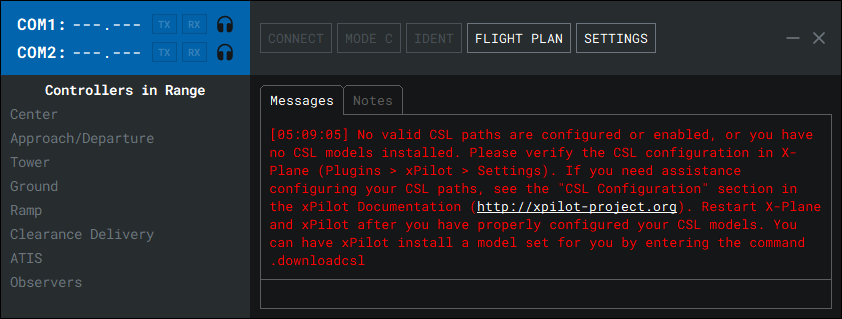 COM1: ---.--- TX RX
COM2: ---.--- TX RX
CONNECT MODE C IDENT FLIGHT PLAN SETTINGS
Controllers in Range
Center
Approach/Departure
Tower
Ground
Ramp
Clearance Delivery
ATIS
Observers
Messages Notes
[05:09:05] No valid CSL paths are configured or enabled, or you have
no CSL models installed. Please verify the CSL configuration in X-
Plane (Plugins > xPilot > Settings). If you need assistance
configuring your CSL paths, see the "CSL Configuration" section in
the xPilot Documentation (http://xpilot-project.org). Restart X-Plane
and xPilot after you have properly configured your CSL models. You
can have xPilot install a model set for you by entering the command
.downloadcsl